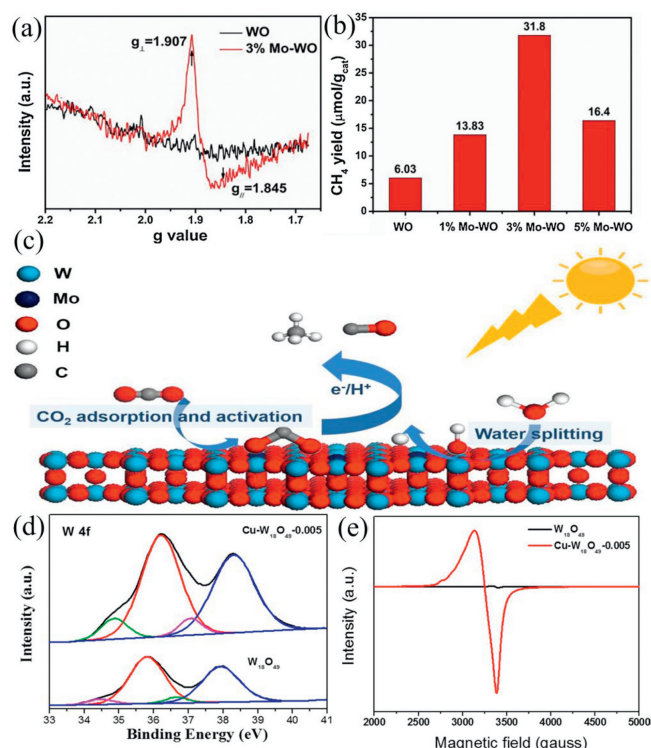 (a)
WO
3% Mo-WO
g⊥=1.907
g//=1.845
Intensity (a.u.)
2.2 2.1 2.0 1.9 1.8 1.7
g value
(b)
CH4 yield (μmol/gcat)
35
30
25
20
15
10
5
0
6.03
13.83
31.8
16.4
WO 1% Mo-WO 3% Mo-WO 5% Mo-WO
(c)
W
Mo
O
H
C
e-/H+
CO2 adsorption and activation
Water splitting
(d)
W 4f
Cu-W18O49-0.005
W18O49
Intensity (a.u.)
33 34 35 36 37 38 39 40 41
Binding Energy (eV)
(e)
W18O49
Cu-W18O49-0.005
Intensity (a.u.)
2000 2500 3000 3500 4000 4500 5000
Magnetic field (gauss)